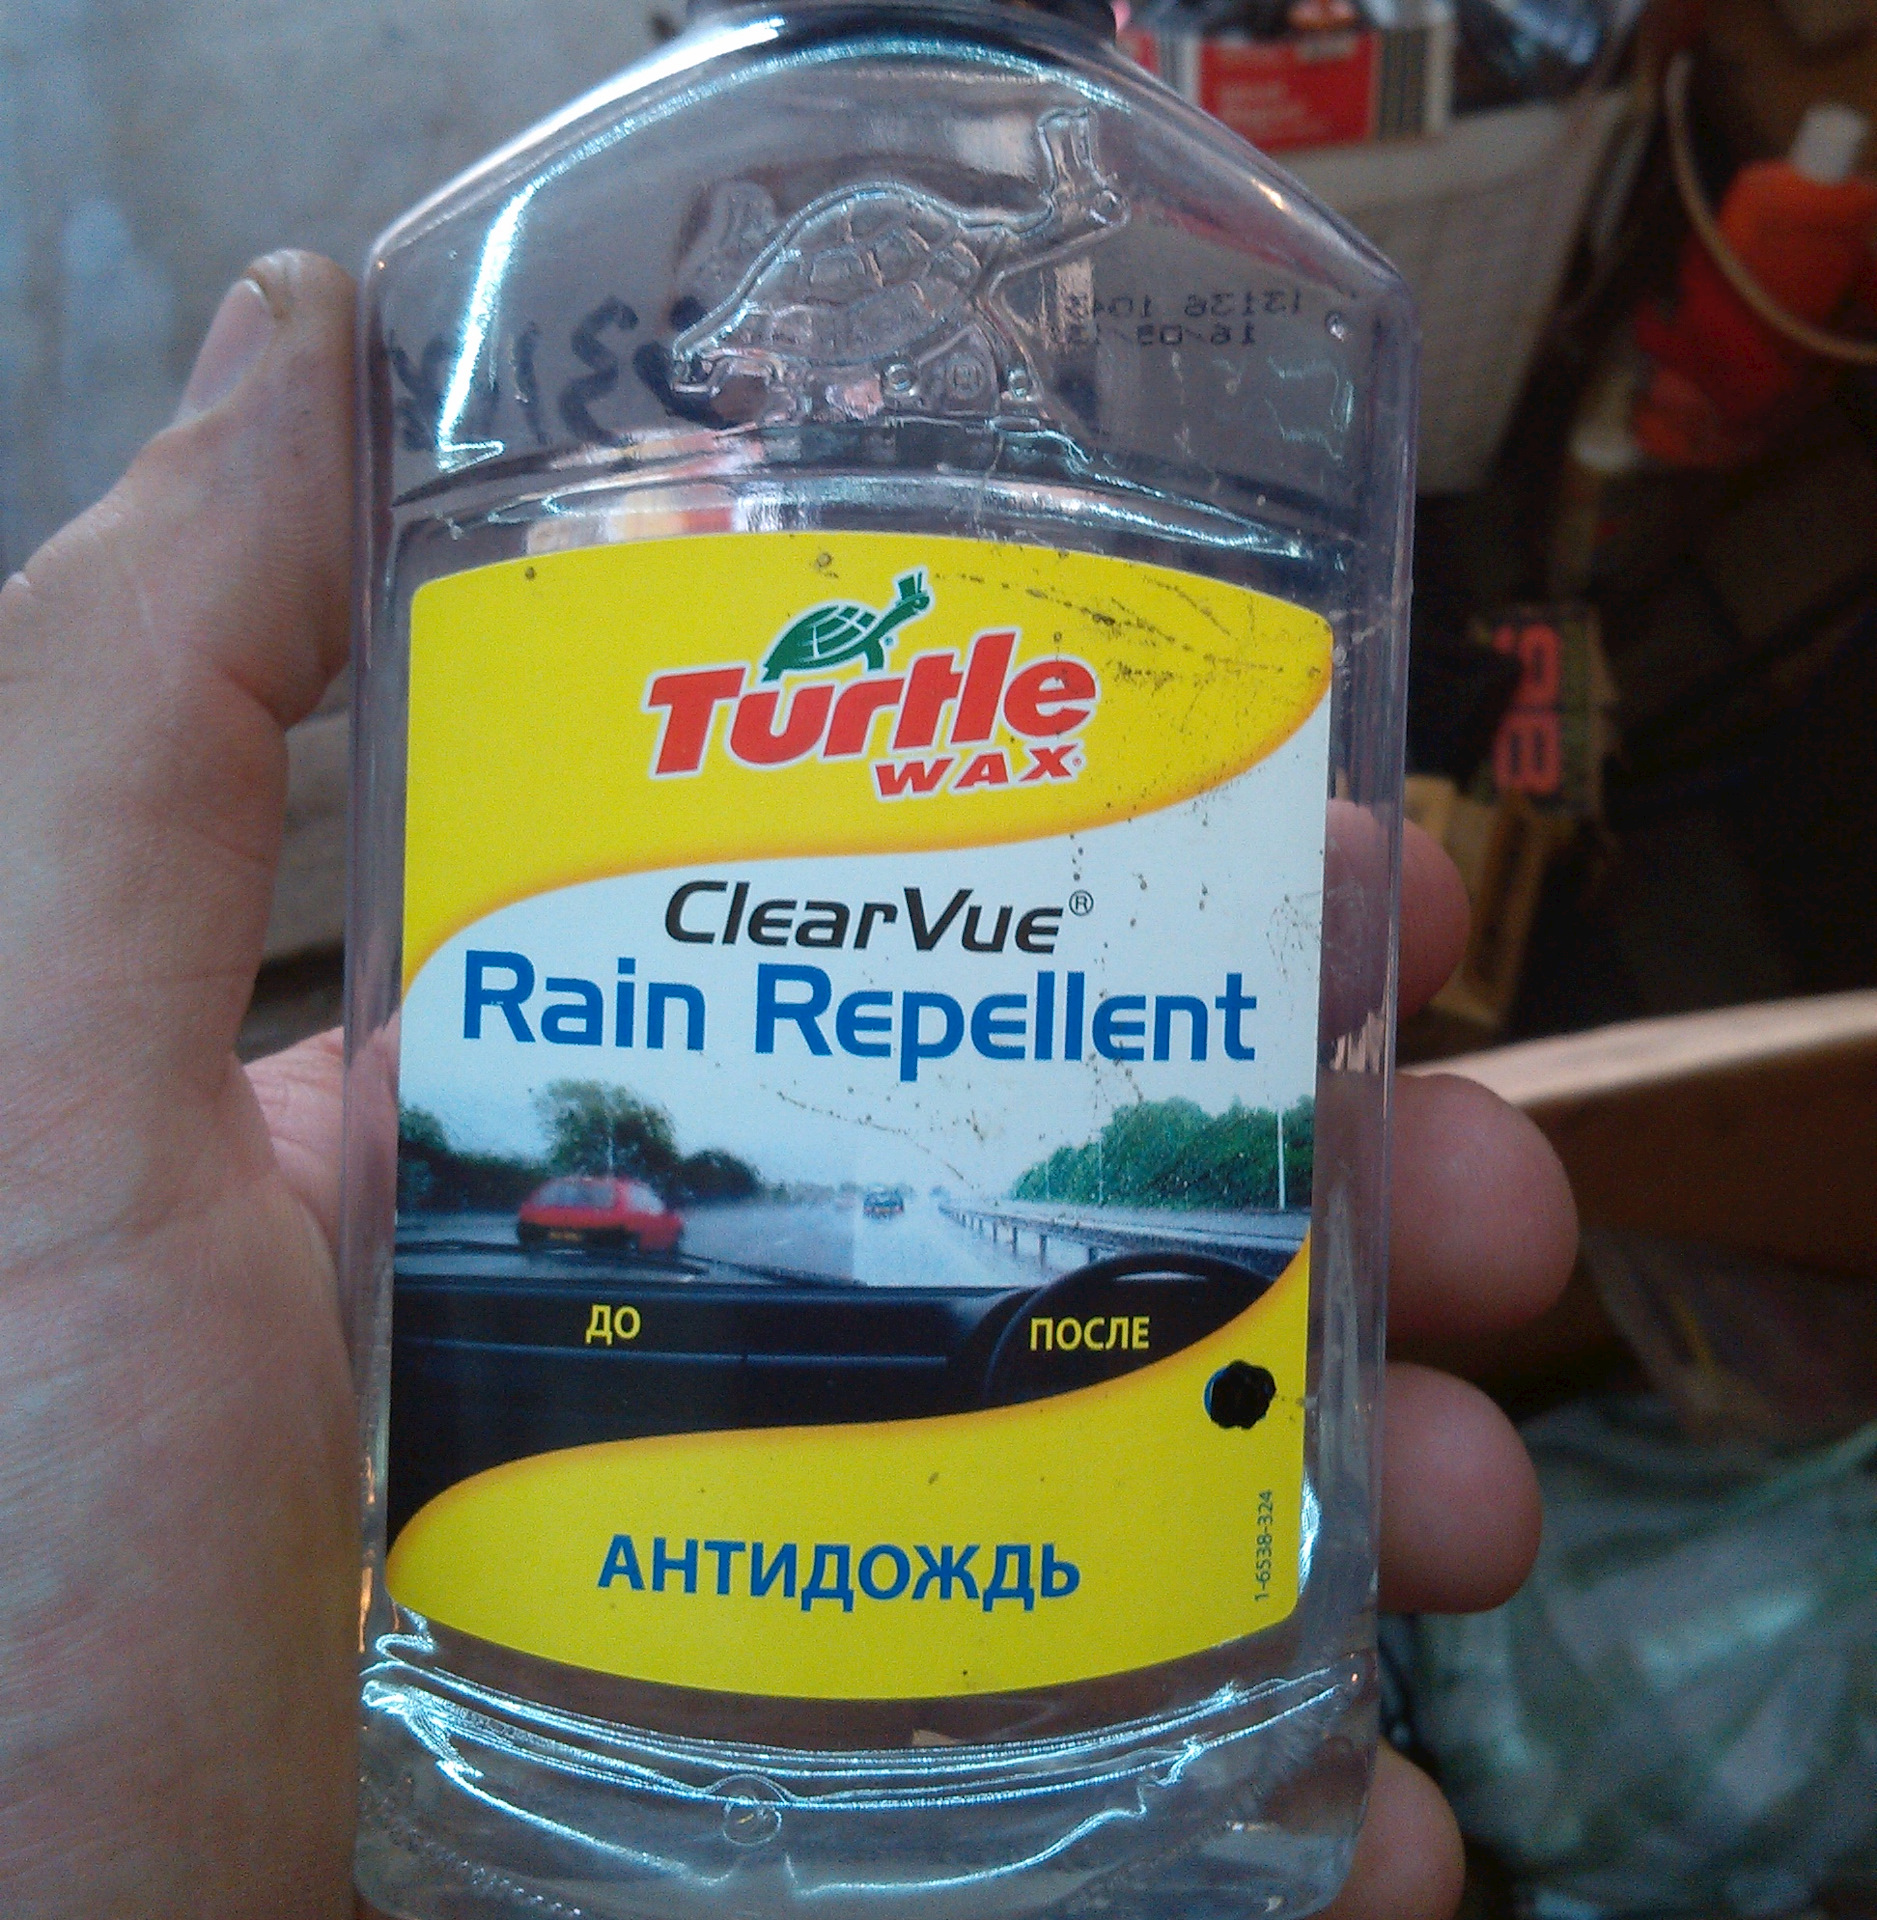 Turtle
WAX
ClearVue®
Rain Repellent
ДО
ПОСЛЕ
АНТИДОЖДЬ
1-6538-324